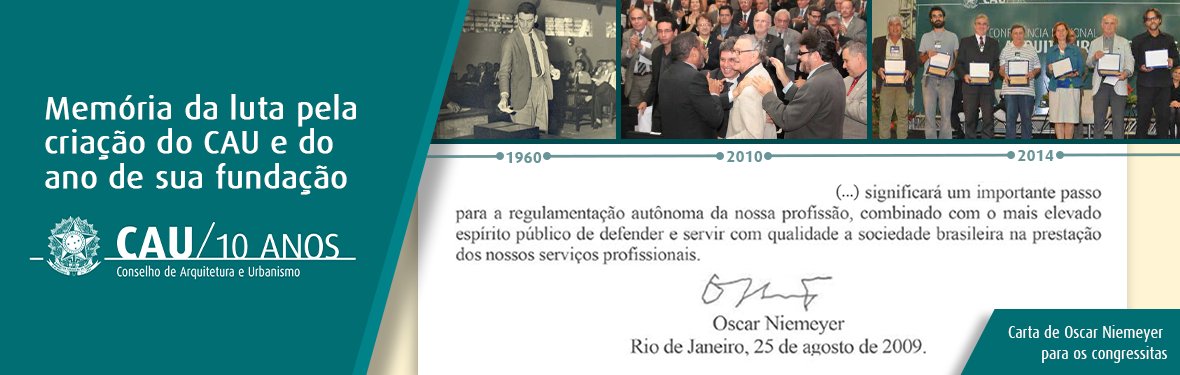 Memória da luta pela
criação do CAU e do
ano de sua fundação
CAU/10 ANOS
Conselho de Arquitetura e Urbanismo
1960
2010
2014
(...) significará um importante passo
para a regulamentação autônoma da nossa profissão, combinado com o mais elevado
espírito público de defender e servir com qualidade a sociedade brasileira na prestação
dos nossos serviços profissionais.
Oscar Niemeyer
Rio de Janeiro, 25 de agosto de 2009.
Carta de Oscar Niemeyer
para os congressitas